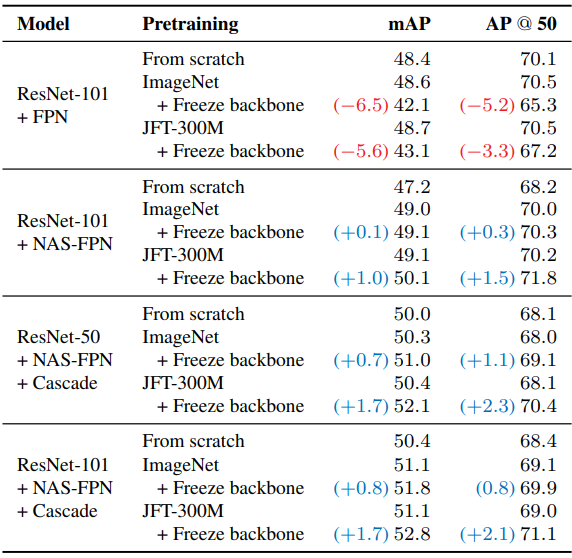 Model Pretraining mAP AP @ 50
ResNet-101
+ FPN
From scratch 48.4 70.1
ImageNet 48.6 70.5
+ Freeze backbone (−6.5) 42.1 (−5.2) 65.3
JFT-300M 48.7 70.5
+ Freeze backbone (−5.6) 43.1 (−3.3) 67.2
ResNet-101
+ NAS-FPN
From scratch 47.2 68.2
ImageNet 49.0 70.0
+ Freeze backbone (+0.1) 49.1 (+0.3) 70.3
JFT-300M 49.1 70.2
+ Freeze backbone (+1.0) 50.1 (+1.5) 71.8
ResNet-50
+ NAS-FPN
+ Cascade
From scratch 50.0 68.1
ImageNet 50.3 68.0
+ Freeze backbone (+0.7) 51.0 (+1.1) 69.1
JFT-300M 50.4 68.1
+ Freeze backbone (+1.7) 52.1 (+2.3) 70.4
ResNet-101
+ NAS-FPN
+ Cascade
From scratch 50.4 68.4
ImageNet 51.1 69.1
+ Freeze backbone (+0.8) 51.8 (0.8) 69.9
JFT-300M 51.1 69.0
+ Freeze backbone (+1.7) 52.8 (+2.1) 71.1